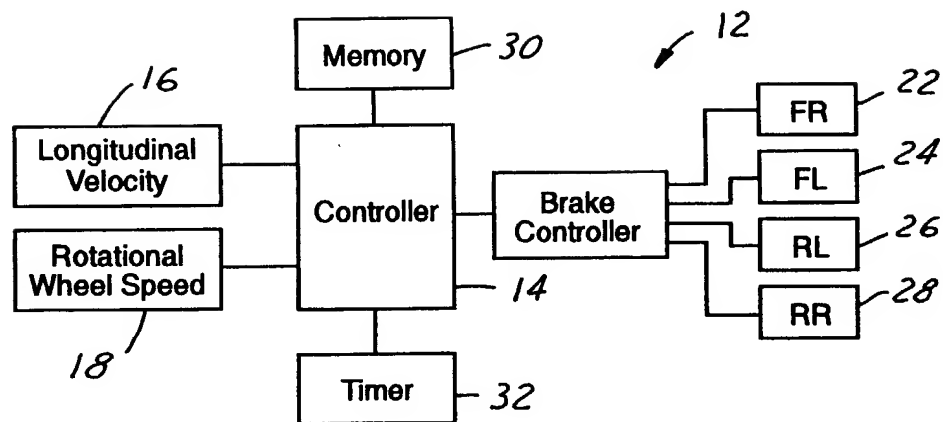 Memory
30
12
16
Longitudinal
Velocity
Controller
14
Brake
Controller
FR
22
FL
24
RL
26
RR
28
Rotational
Wheel Speed
18
Timer
32